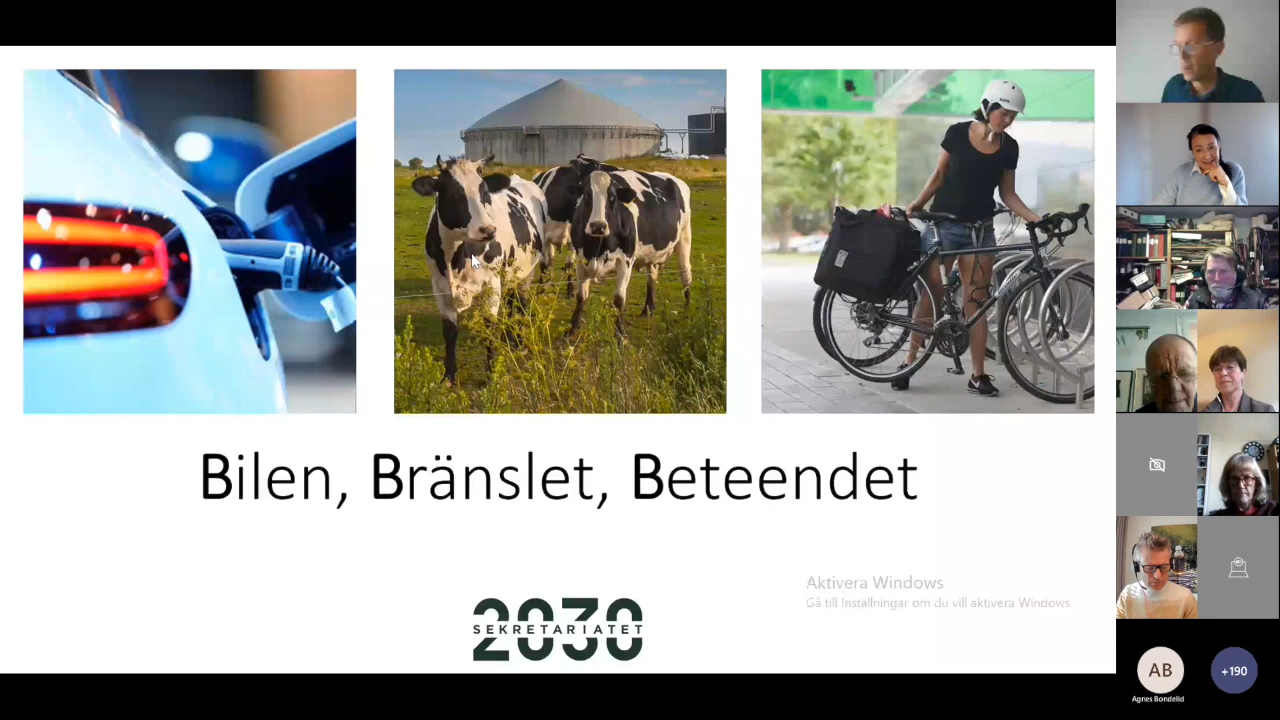 Bilen, Bränslet, Beteendet
Aktivera Windows
Gå till Inställningar om du vill aktivera Windows.
2030
SEKRETARIATET
AB
+190
Agnes Bondelid